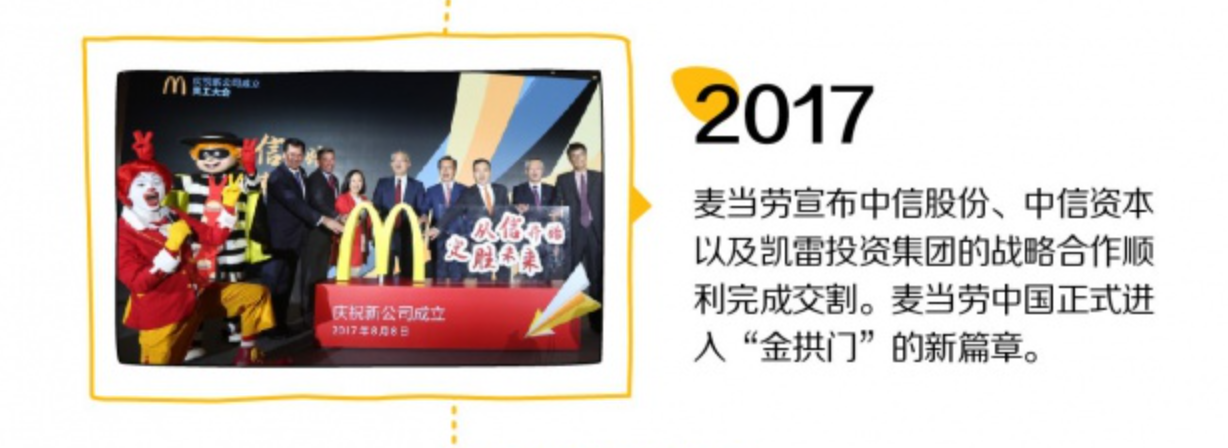 庆祝新公司成立
员工大会
从信开始
定胜未来
庆祝新公司成立
2017年8月8日
2017
麦当劳宣布中信股份、中信资本
以及凯雷投资集团的战略合作顺
利完成交割。麦当劳中国正式进
入“金拱门”的新篇章。